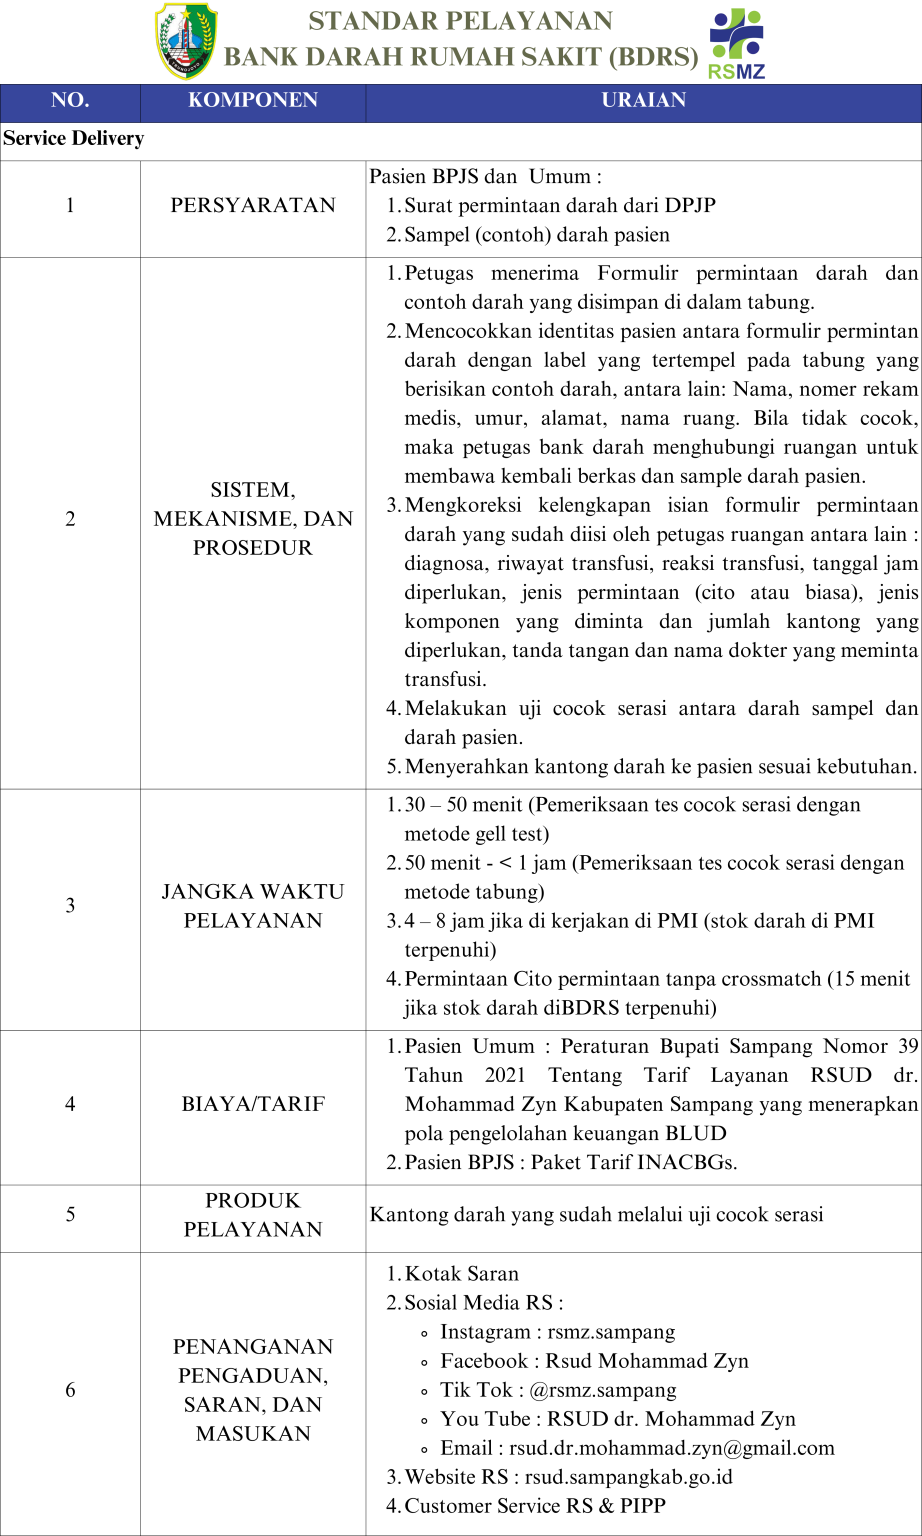 STANDAR PELAYANAN
BANK DARAH RUMAH SAKIT (BDRS)
RSMZ
NO. KOMPONEN URAIAN
Service Delivery
1 PERSYARATAN
Pasien BPJS dan Umum :
1. Surat permintaan darah dari DPJP
2. Sampel (contoh) darah pasien
2
SISTEM,
MEKANISME, DAN
PROSEDUR
1. Petugas menerima Formulir permintaan darah dan
contoh darah yang disimpan di dalam tabung.
2. Mencocokkan identitas pasien antara formulir permintan
darah dengan label yang tertempel pada tabung yang
berisikan contoh darah, antara lain: Nama, nomer rekam
medis, umur, alamat, nama ruang. Bila tidak cocok,
maka petugas bank darah menghubungi ruangan untuk
membawa kembali berkas dan sample darah pasien.
3. Mengkoreksi kelengkapan isian formulir permintaan
darah yang sudah diisi oleh petugas ruangan antara lain :
diagnosa, riwayat transfusi, reaksi transfusi, tanggal jam
diperlukan, jenis permintaan (cito atau biasa), jenis
komponen yang diminta dan jumlah kantong yang
diperlukan, tanda tangan dan nama dokter yang meminta
transfusi.
4. Melakukan uji cocok serasi antara darah sampel dan
darah pasien.
5. Menyerahkan kantong darah ke pasien sesuai kebutuhan.
3
JANGKA WAKTU
PELAYANAN
1. 30 – 50 menit (Pemeriksaan tes cocok serasi dengan
metode gell test)
2. 50 menit - < 1 jam (Pemeriksaan tes cocok serasi dengan
metode tabung)
3. 4 – 8 jam jika di kerjakan di PMI (stok darah di PMI
terpenuhi)
4. Permintaan Cito permintaan tanpa crossmatch (15 menit
jika stok darah diBDRS terpenuhi)
4 BIAYA/TARIF
1. Pasien Umum : Peraturan Bupati Sampang Nomor 39
Tahun 2021 Tentang Tarif Layanan RSUD dr.
Mohammad Zyn Kabupaten Sampang yang menerapkan
pola pengelolahan keuangan BLUD
2. Pasien BPJS : Paket Tarif INACBGs.
5
PRODUK
PELAYANAN
Kantong darah yang sudah melalui uji cocok serasi
6
PENANGANAN
PENGADUAN,
SARAN, DAN
MASUKAN
1. Kotak Saran
2. Sosial Media RS :
Instagram : rsmz.sampang
Facebook : Rsud Mohammad Zyn
Tik Tok : @rsmz.sampang
You Tube : RSUD dr. Mohammad Zyn
Email : rsud.dr.mohammad.zyn@gmail.com
3. Website RS : rsud.sampangkab.go.id
4. Customer Service RS & PIPP